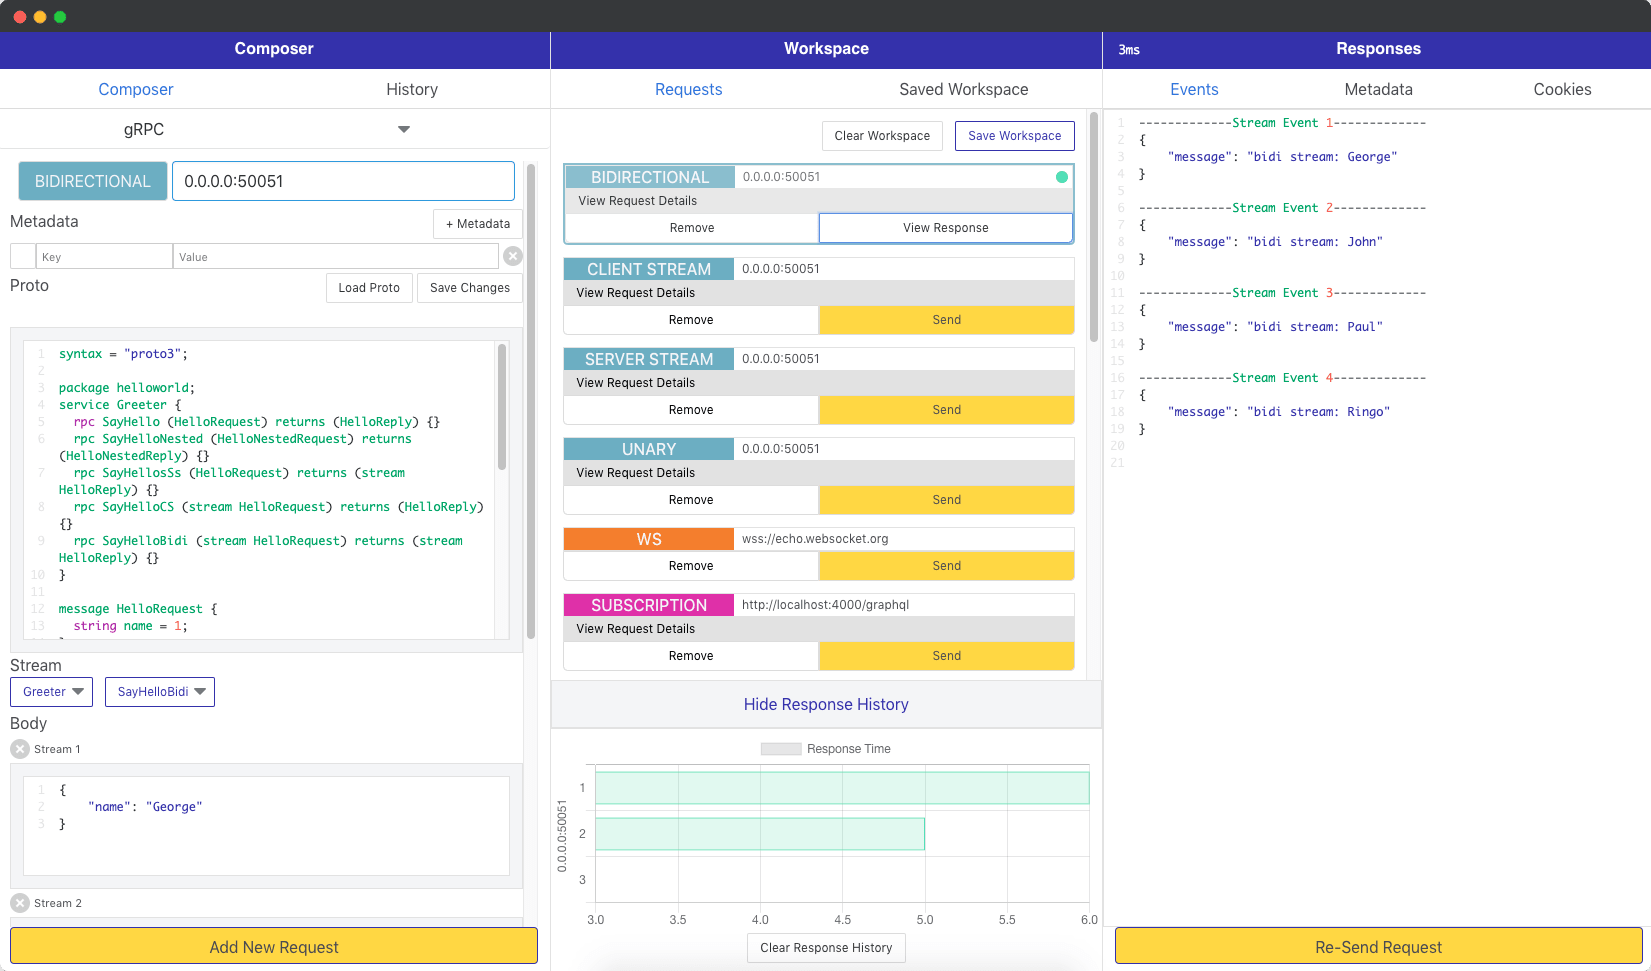 Composer
Composer
History
gRPC
BIDIRECTIONAL
0.0.0.0:50051
Metadata
+ Metadata
Key
Value
Proto
Load Proto
Save Changes
1 syntax = "proto3";
2
3 package helloworld;
4 service Greeter {
5 rpc SayHello (HelloRequest) returns (HelloReply) {}
6 rpc SayHelloNested (HelloNestedRequest) returns
(HelloNestedReply) {}
7 rpc SayHellosSs (HelloRequest) returns (stream
HelloReply) {}
8 rpc SayHelloCS (stream HelloRequest) returns (HelloReply)
{}
9 rpc SayHelloBidi (stream HelloRequest) returns (stream
HelloReply) {}
10 }
11
12 message HelloRequest {
13 string name = 1;
Stream
Greeter
SayHelloBidi
Body
Stream 1
1 {
2 "name": "George"
3 }
Stream 2
Add New Request
Workspace
Requests
Saved Workspace
Clear Workspace
Save Workspace
BIDIRECTIONAL
0.0.0.0:50051
View Request Details
Remove
View Response
CLIENT STREAM
0.0.0.0:50051
View Request Details
Remove
Send
SERVER STREAM
0.0.0.0:50051
View Request Details
Remove
Send
UNARY
0.0.0.0:50051
View Request Details
Remove
Send
WS
wss://echo.websocket.org
Remove
Send
SUBSCRIPTION
http://localhost:4000/graphql
View Request Details
Remove
Send
Hide Response History
Response Time
0.0.0.0:50051
1
2
3
3.0 3.5 4.0 4.5 5.0 5.5 6.0
Clear Response History
3ms
Responses
Events
Metadata
Cookies
1 -------------Stream Event 1-------------
2 {
3 "message": "bidi stream: George"
4 }
5
6 -------------Stream Event 2-------------
7 {
8 "message": "bidi stream: John"
9 }
10
11 -------------Stream Event 3-------------
12 {
13 "message": "bidi stream: Paul"
14 }
15
16 -------------Stream Event 4-------------
17 {
18 "message": "bidi stream: Ringo"
19 }
20
21
Re-Send Request